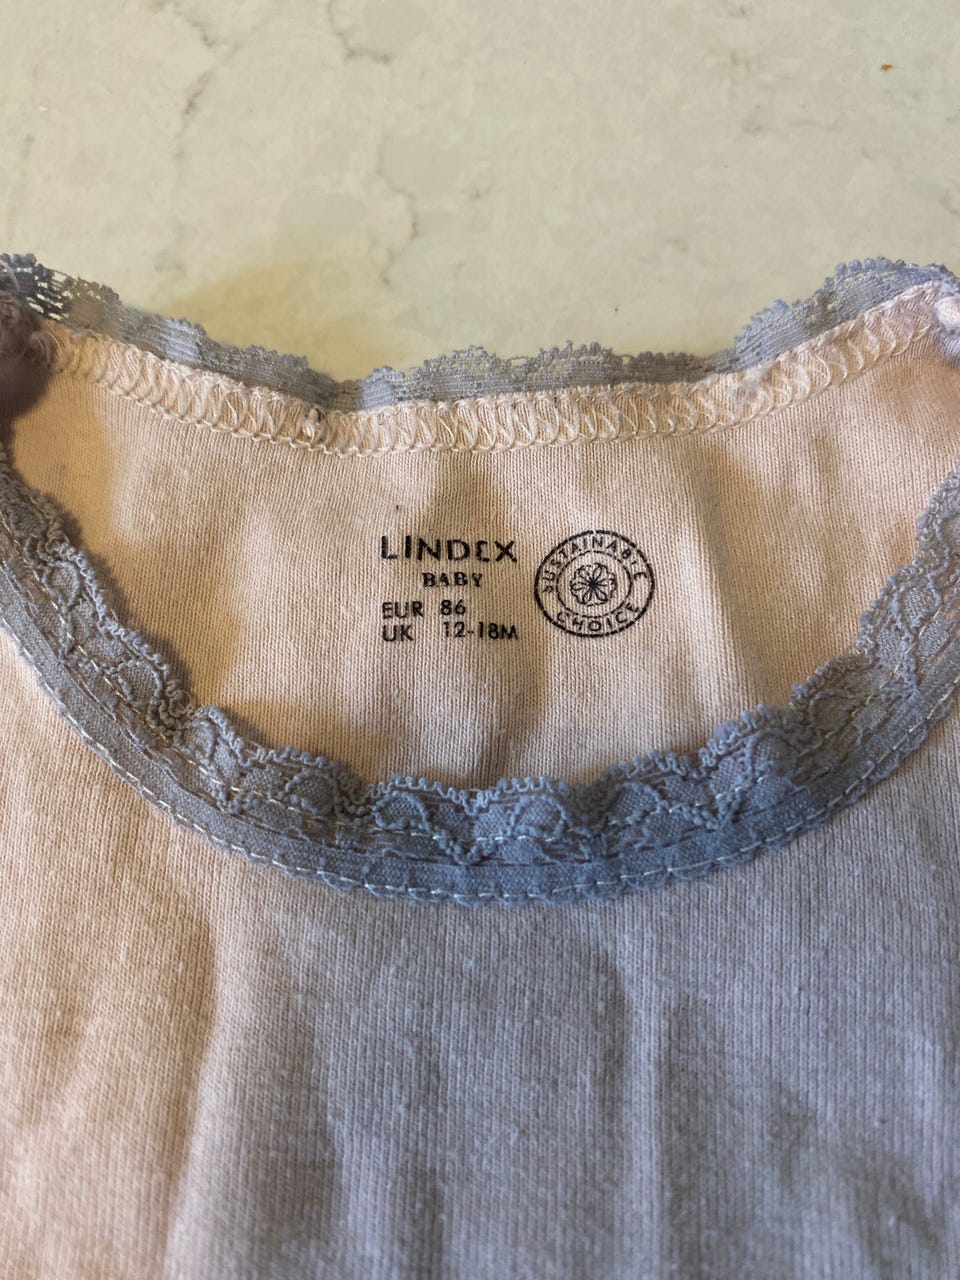 LINDEX
BABY
EUR 86
UK 12-18M
SUSTAINABLE
CHOICE